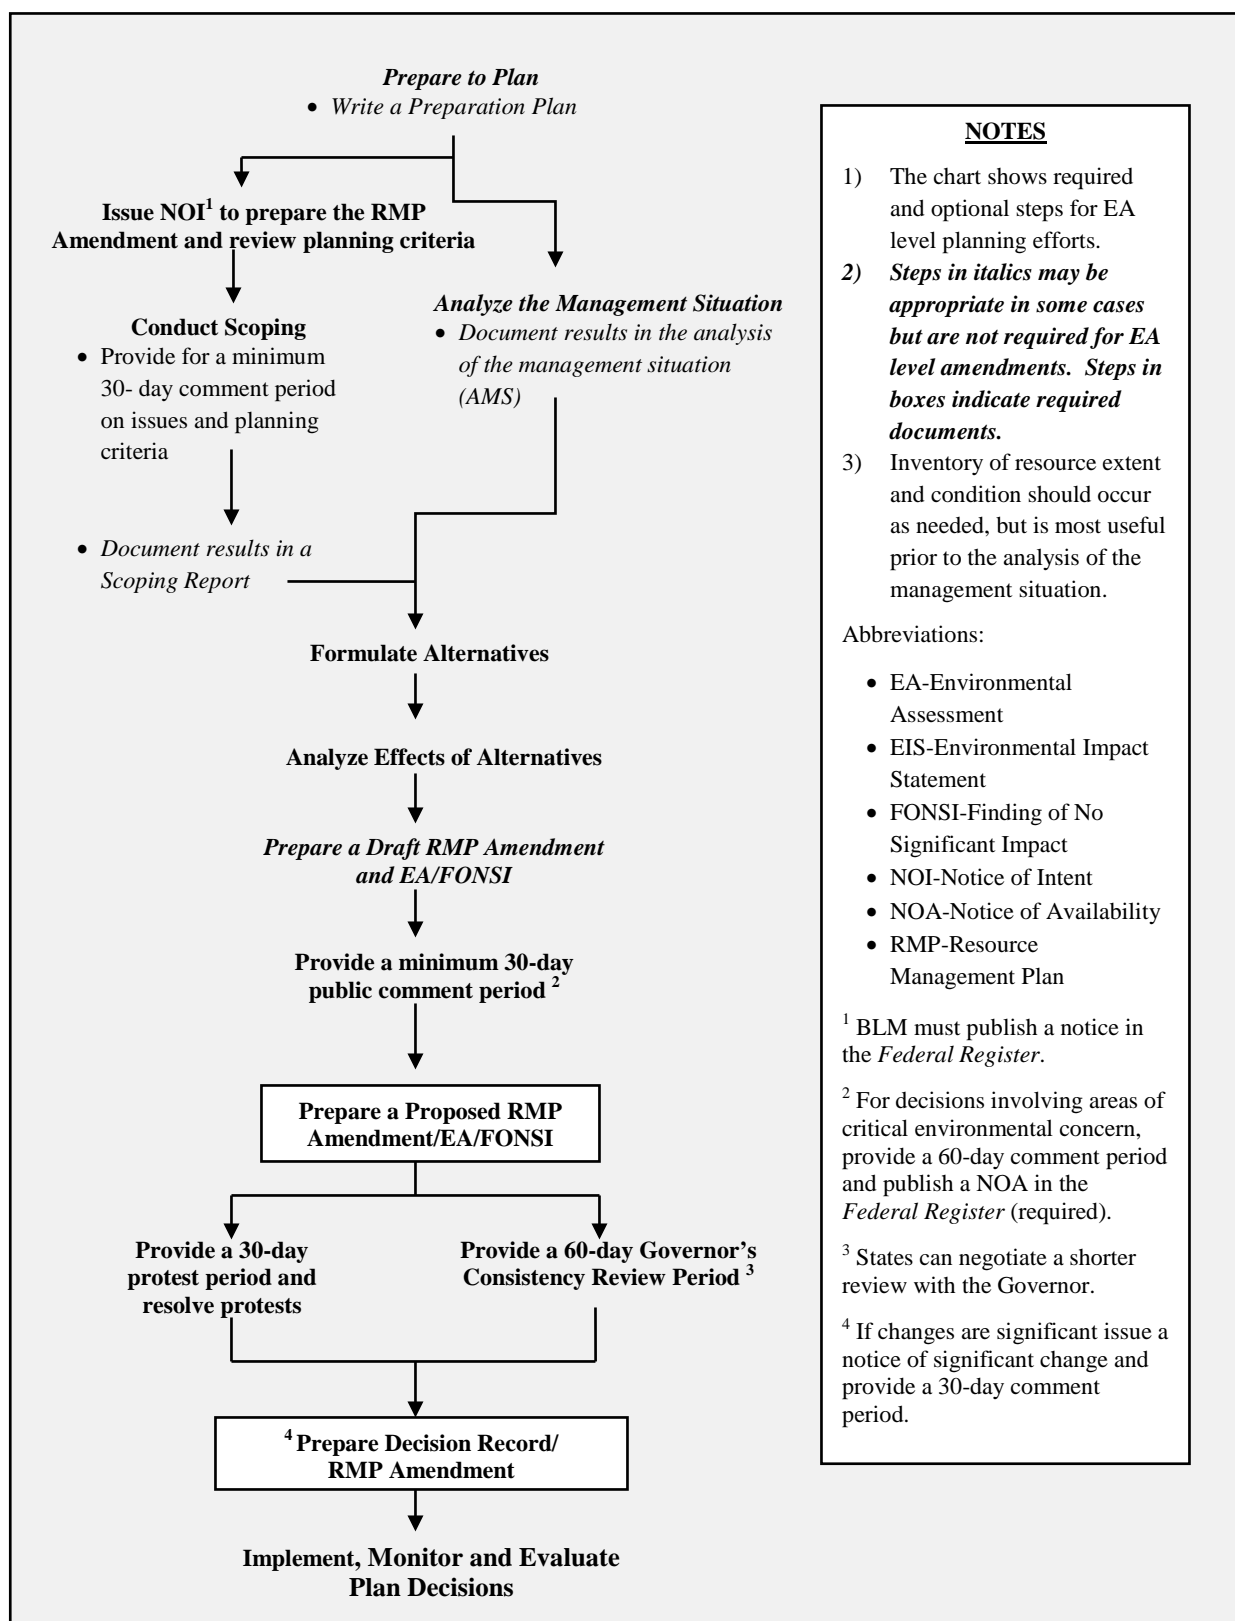 Prepare to Plan
• Write a Preparation Plan
Issue NOI1 to prepare the RMP
Amendment and review planning criteria
Conduct Scoping
• Provide for a minimum
30- day comment period
on issues and planning
criteria
Analyze the Management Situation
• Document results in the analysis
of the management situation
(AMS)
• Document results in a
Scoping Report
Formulate Alternatives
Analyze Effects of Alternatives
Prepare a Draft RMP Amendment
and EA/FONSI
Provide a minimum 30-day
public comment period 2
Prepare a Proposed RMP
Amendment/EA/FONSI
Provide a 30-day
protest period and
resolve protests
Provide a 60-day Governor's
Consistency Review Period 3
4 Prepare Decision Record/
RMP Amendment
Implement, Monitor and Evaluate
Plan Decisions
NOTES
1) The chart shows required
and optional steps for EA
level planning efforts.
2) Steps in italics may be
appropriate in some cases
but are not required for EA
level amendments. Steps in
boxes indicate required
documents.
3) Inventory of resource extent
and condition should occur
as needed, but is most useful
prior to the analysis of the
management situation.
Abbreviations:
• EA-Environmental
Assessment
• EIS-Environmental Impact
Statement
• FONSI-Finding of No
Significant Impact
• NOI-Notice of Intent
• NOA-Notice of Availability
• RMP-Resource
Management Plan
1 BLM must publish a notice in
the Federal Register.
2 For decisions involving areas of
critical environmental concern,
provide a 60-day comment period
and publish a NOA in the
Federal Register (required).
3 States can negotiate a shorter
review with the Governor.
4 If changes are significant issue a
notice of significant change and
provide a 30-day comment
period.